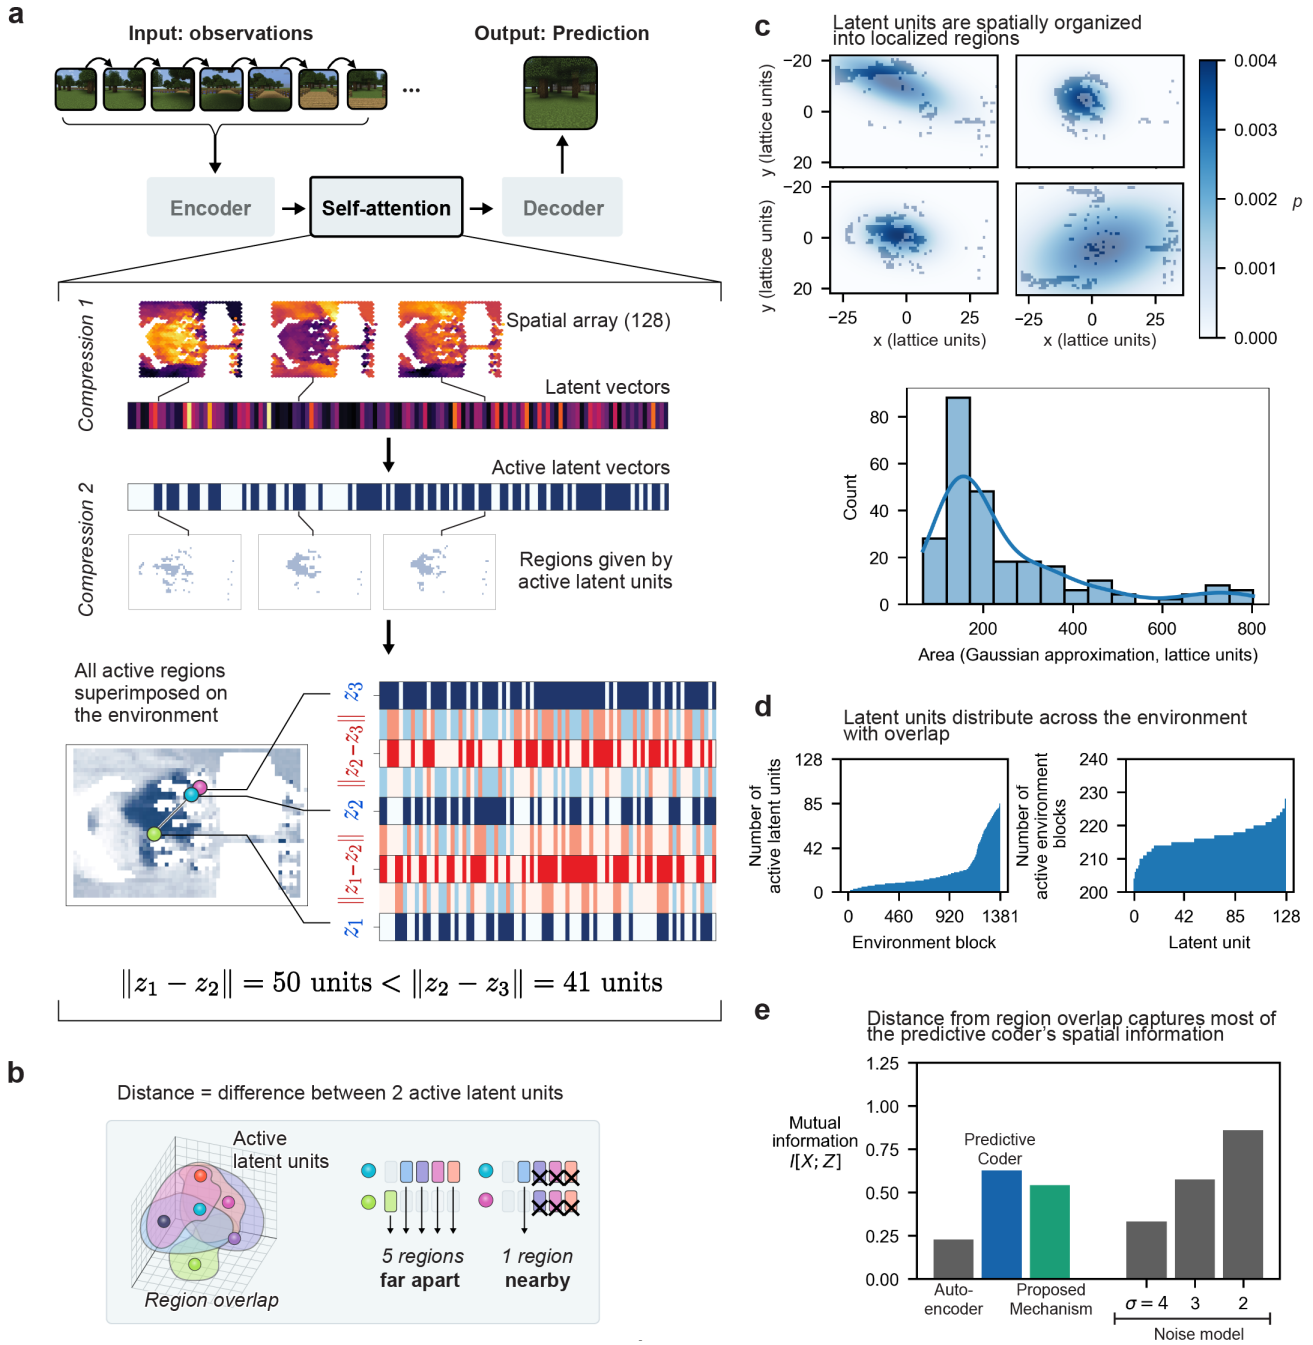 a
Input: observations
Output: Prediction
...
Encoder
Self-attention
Decoder
Compression 1
Spatial array (128)
Latent vectors
Compression 2
Active latent vectors
Regions given by
active latent units
All active regions
superimposed on
the environment
z₃
||z₂ − z₃||
z₂
||z₁ − z₂||
z₁
||z₁ − z₂|| = 50 units < ||z₂ − z₃|| = 41 units
b
Distance = difference between 2 active latent units
Active
latent units
Region overlap
5 regions
far apart
1 region
nearby
c
Latent units are spatially organized
into localized regions
y (lattice units)
−20
0
20
y (lattice units)
−20
0
20
−25
0
25
x (lattice units)
−25
0
25
x (lattice units)
0.004
0.003
0.002
0.001
0.000
p
Count
80
60
40
20
0
200
400
600
800
Area (Gaussian approximation, lattice units)
d
Latent units distribute across the environment
with overlap
Number of
active latent units
128
85
42
0
0
460
920
1381
Environment block
Number of
active environment
blocks
240
230
220
210
200
0
42
85
128
Latent unit
e
Distance from region overlap captures most of
the predictive coder's spatial information
Mutual
information
I[X; Z]
1.25
1.00
0.75
0.50
0.25
0.00
Predictive
Coder
Auto-
encoder
Proposed
Mechanism
σ = 4
3
2
Noise model